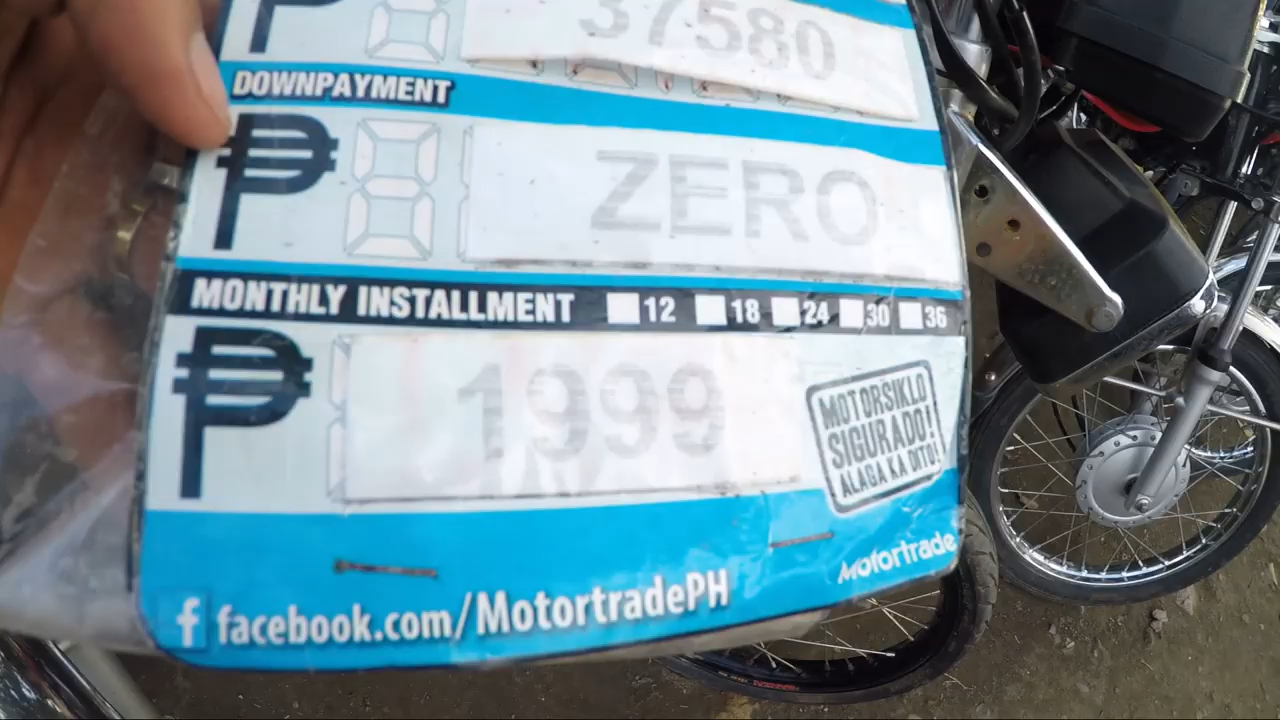 ₱ 37580
DOWNPAYMENT
₱ ZERO
MONTHLY INSTALLMENT 12 18 24 30 36
₱ 1999
MOTORSIKLO
SIGURADO!
ALAGA KA DITO!
Motortrade
f facebook.com/MotortradePH